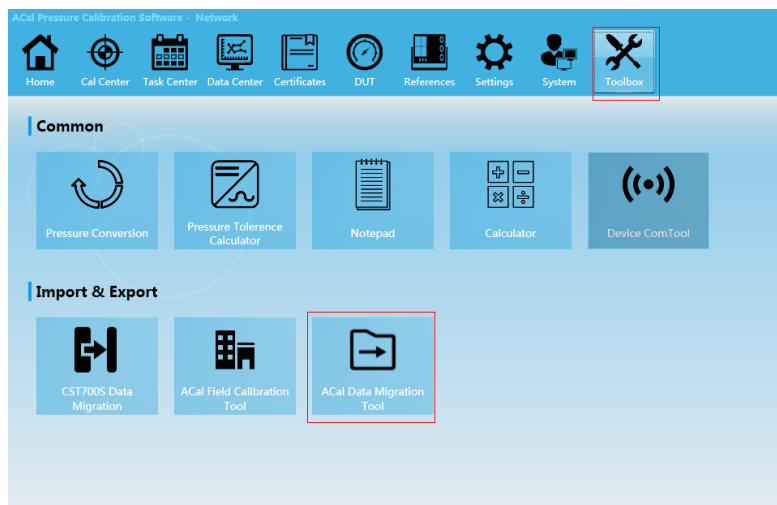 ACal Pressure Calibration Software - Network
Home Cal Center Task Center Data Center Certificates DUT References Settings System Toolbox
Common
Pressure Conversion
Pressure Tolerence
Calculator
Notepad
Calculator
Device ComTool
Import & Export
CST700S Data
Migration
ACal Field Calibration
Tool
ACal Data Migration
Tool